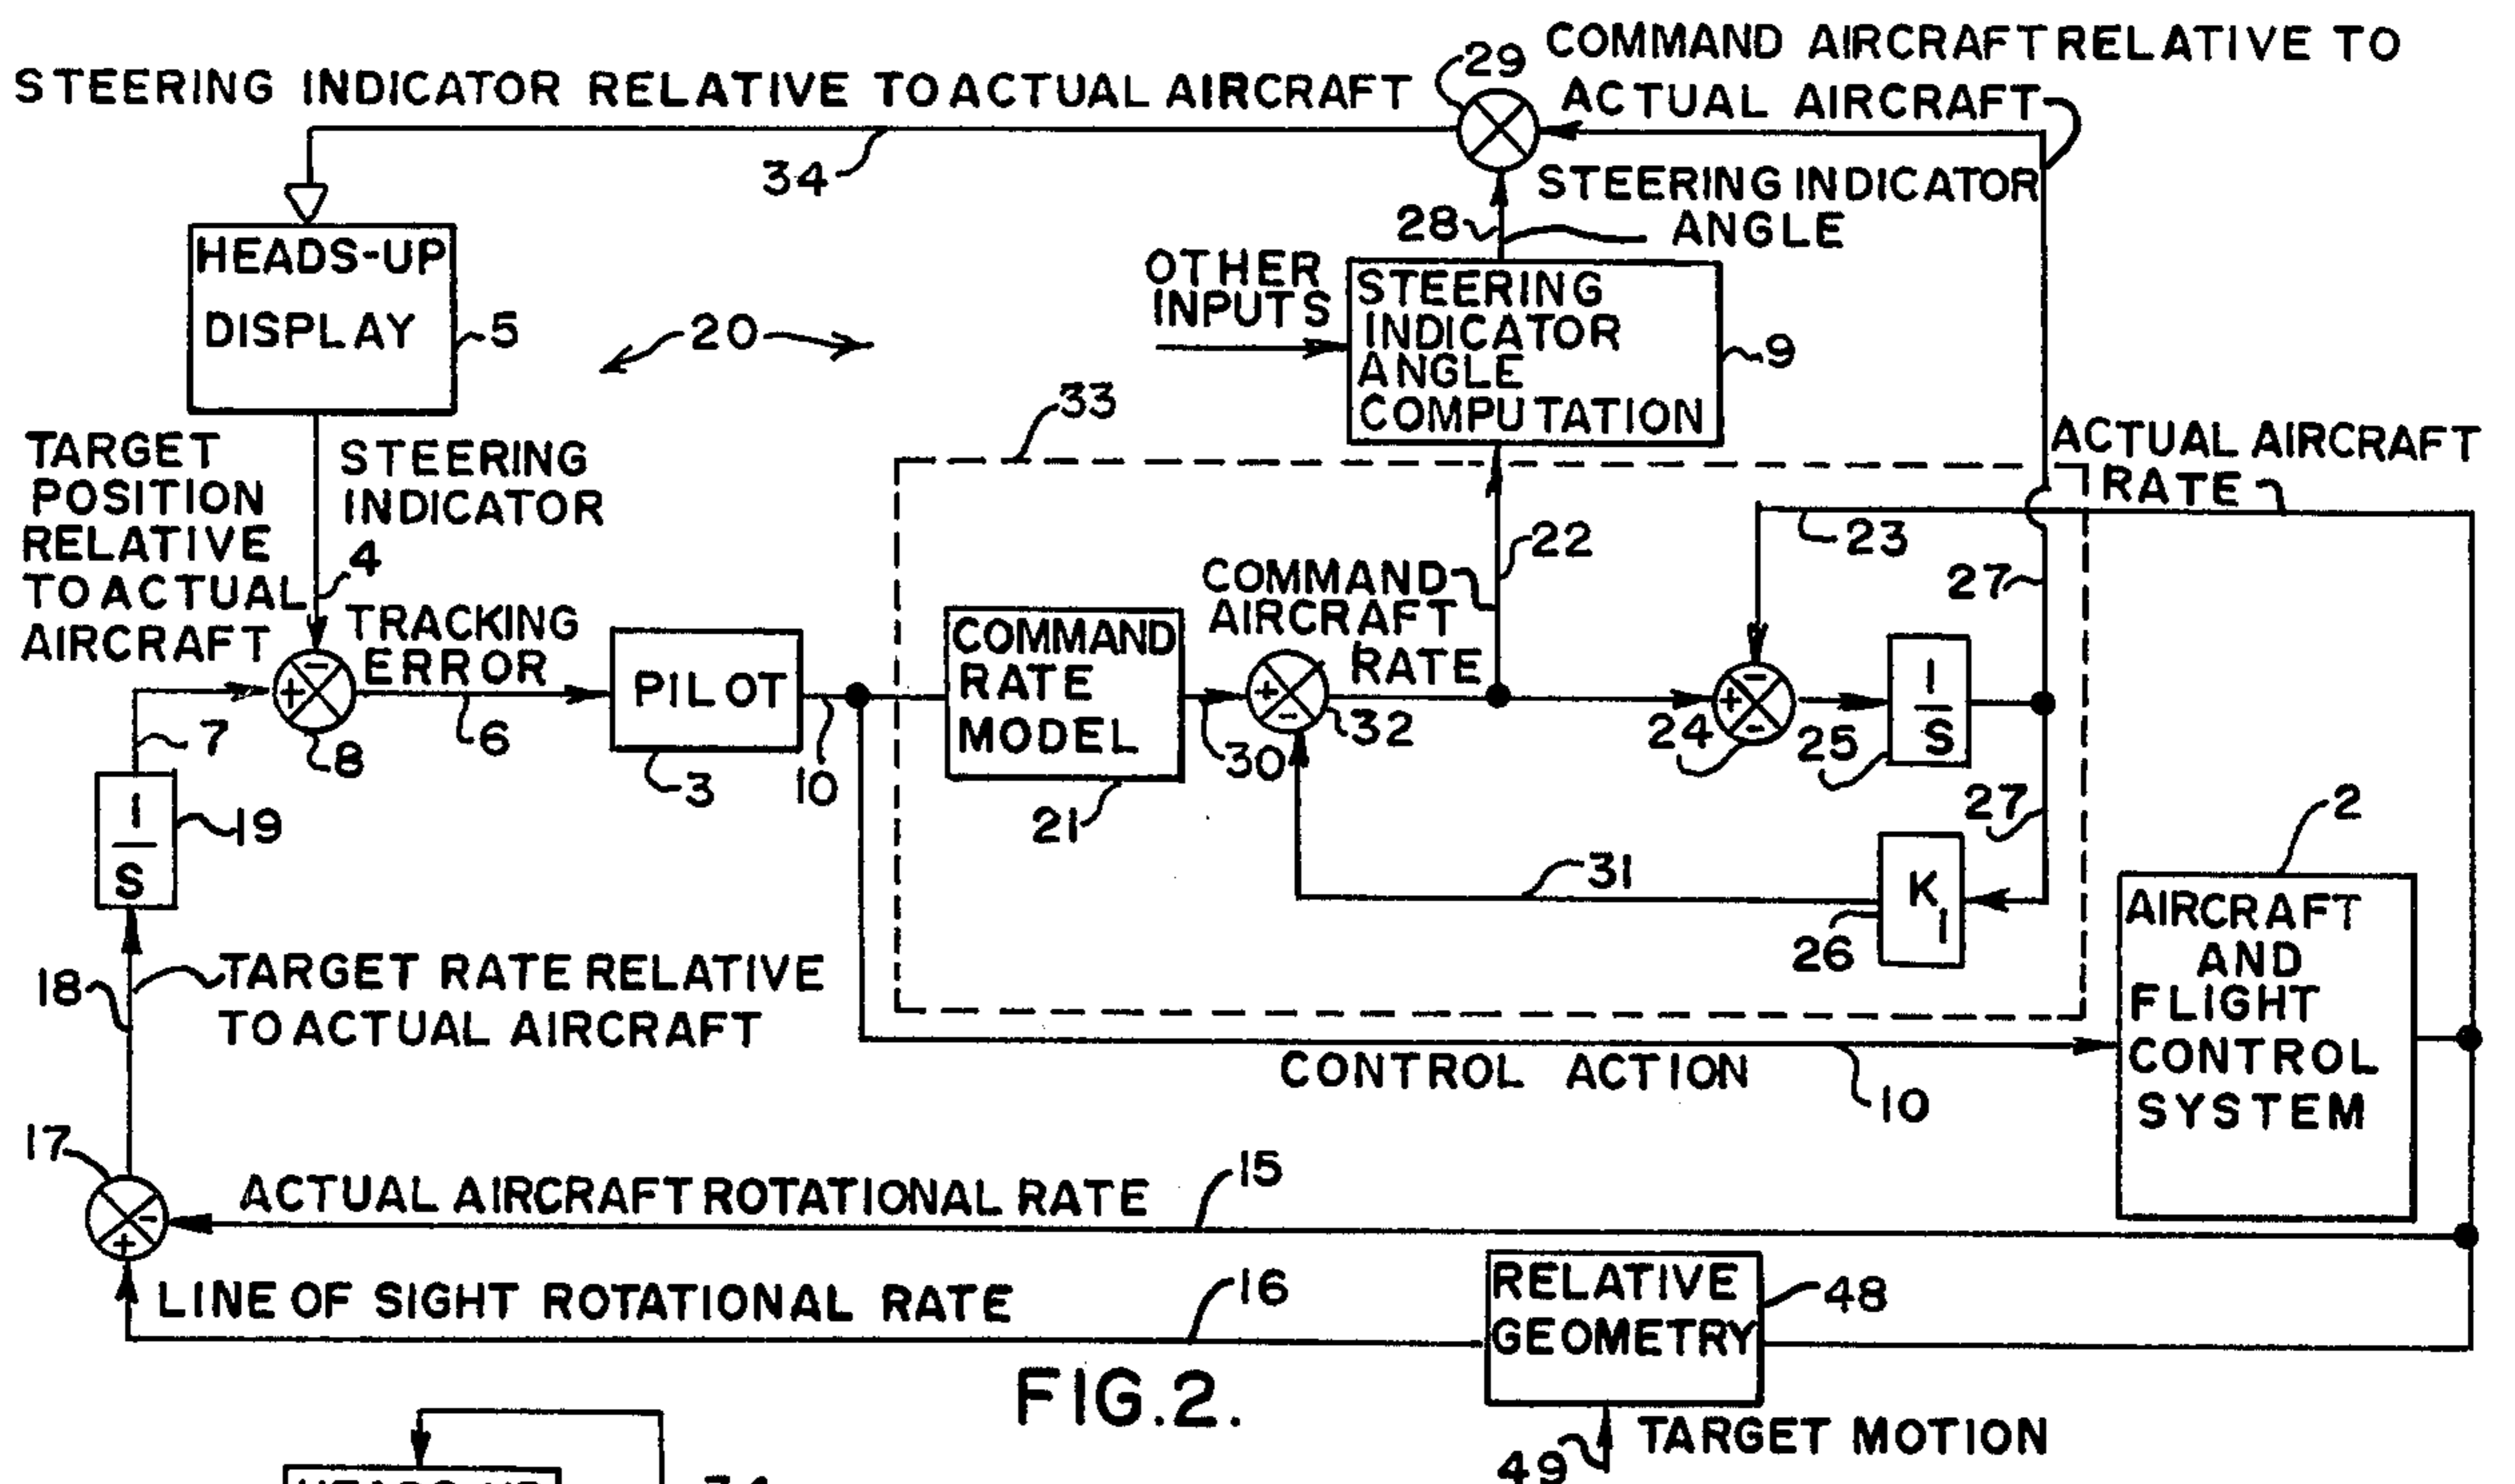 COMMAND AIRCRAFT RELATIVE TO
ACTUAL AIRCRAFT
29
STEERING INDICATOR RELATIVE TO ACTUAL AIRCRAFT
34
STEERING INDICATOR
ANGLE
28
HEADS-UP
DISPLAY
5
20
OTHER
INPUTS
STEERING
INDICATOR
ANGLE
COMPUTATION
9
33
TARGET
POSITION
RELATIVE
TO ACTUAL
AIRCRAFT
STEERING
INDICATOR
4
ACTUAL AIRCRAFT
RATE
23
22
27
COMMAND
AIRCRAFT
RATE
TRACKING
ERROR
-
+
8
7
6
PILOT
3
10
COMMAND
RATE
MODEL
21
30
+
-
32
-
+
-
24
25
1
S
27
1
S
19
31
K1
26
2
AIRCRAFT
AND
FLIGHT
CONTROL
SYSTEM
18
TARGET RATE RELATIVE
TO ACTUAL AIRCRAFT
CONTROL ACTION
10
17
-
+
ACTUAL AIRCRAFT ROTATIONAL RATE
15
LINE OF SIGHT ROTATIONAL RATE
16
RELATIVE
GEOMETRY
48
FIG.2.
49
TARGET MOTION